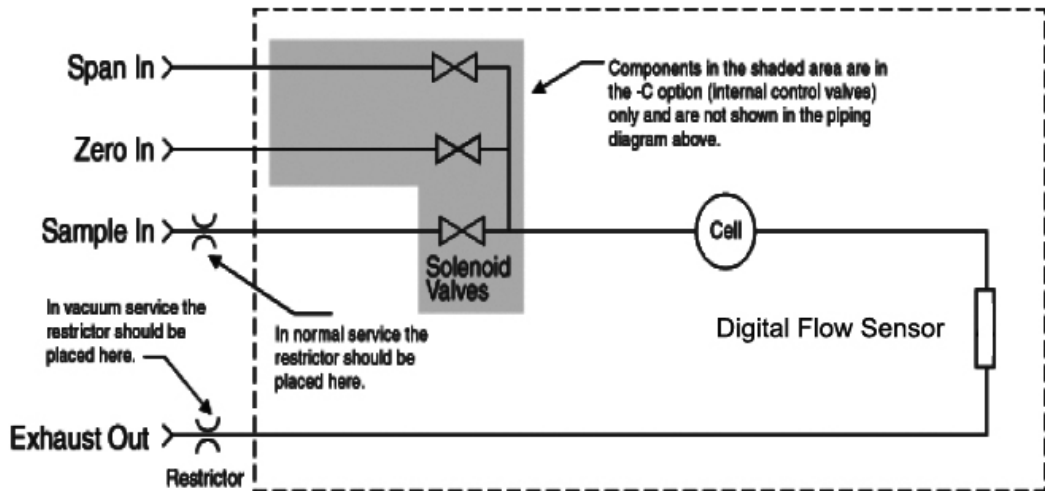 Span In
Components in the shaded area are in
the -C option (internal control valves)
only and are not shown in the piping
diagram above.
Zero In
Sample In
Cell
Solenoid
Valves
In vacuum service the
restrictor should be
placed here.
In normal service the
restrictor should be
placed here.
Digital Flow Sensor
Exhaust Out
Restrictor